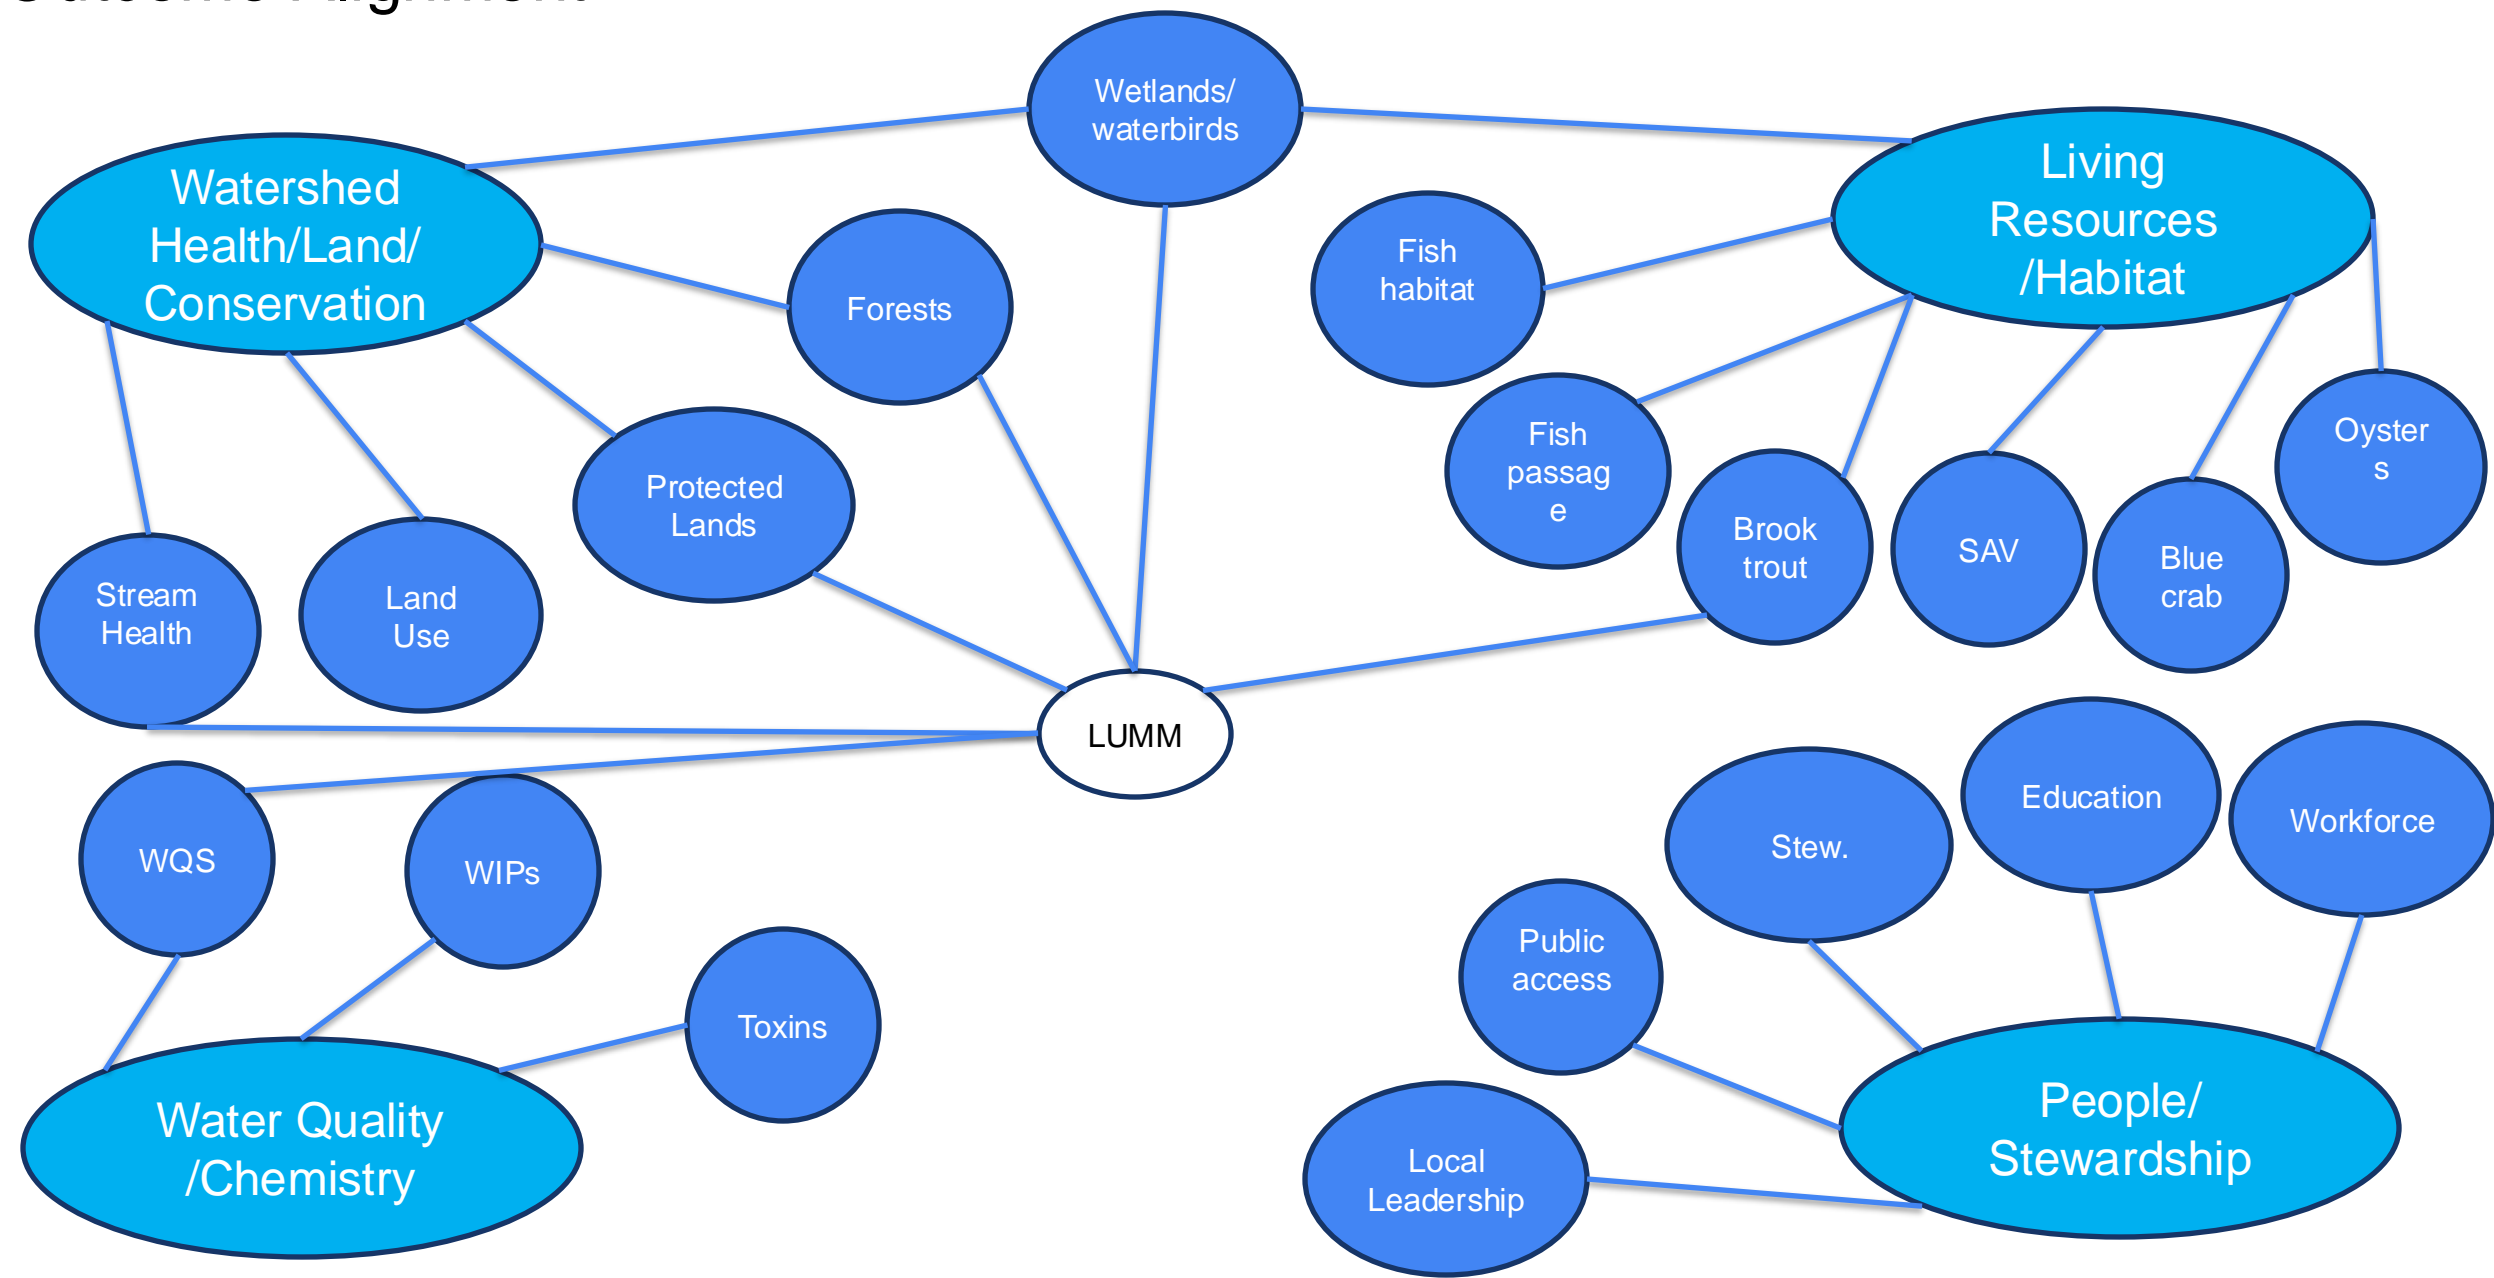 Outcome Alignment
Wetlands/
waterbirds
Watershed
Health/Land/
Conservation
Living
Resources
/Habitat
Forests
Fish
habitat
Protected
Lands
Fish
passag
e
Brook
trout
SAV
Blue
crab
Oyster
s
Stream
Health
Land
Use
LUMM
WQS
WIPs
Toxins
Water Quality
/Chemistry
Stew.
Education
Workforce
Public
access
Local
Leadership
People/
Stewardship